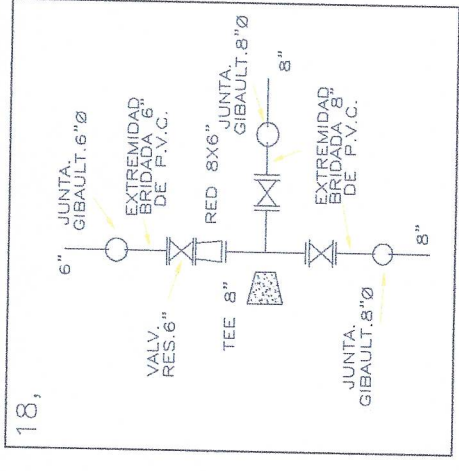 18,
6"
JUNTA.
GIBAULT.6"Ø
EXTREMIDAD
BRIDADA 6"
DE P.V.C.
VALV.
RES.6"
RED 8X6"
TEE 8"
JUNTA.
GIBAULT.8"Ø
8"
EXTREMIDAD
BRIDADA 8"
DE P.V.C.
JUNTA.
GIBAULT.8"Ø
8"